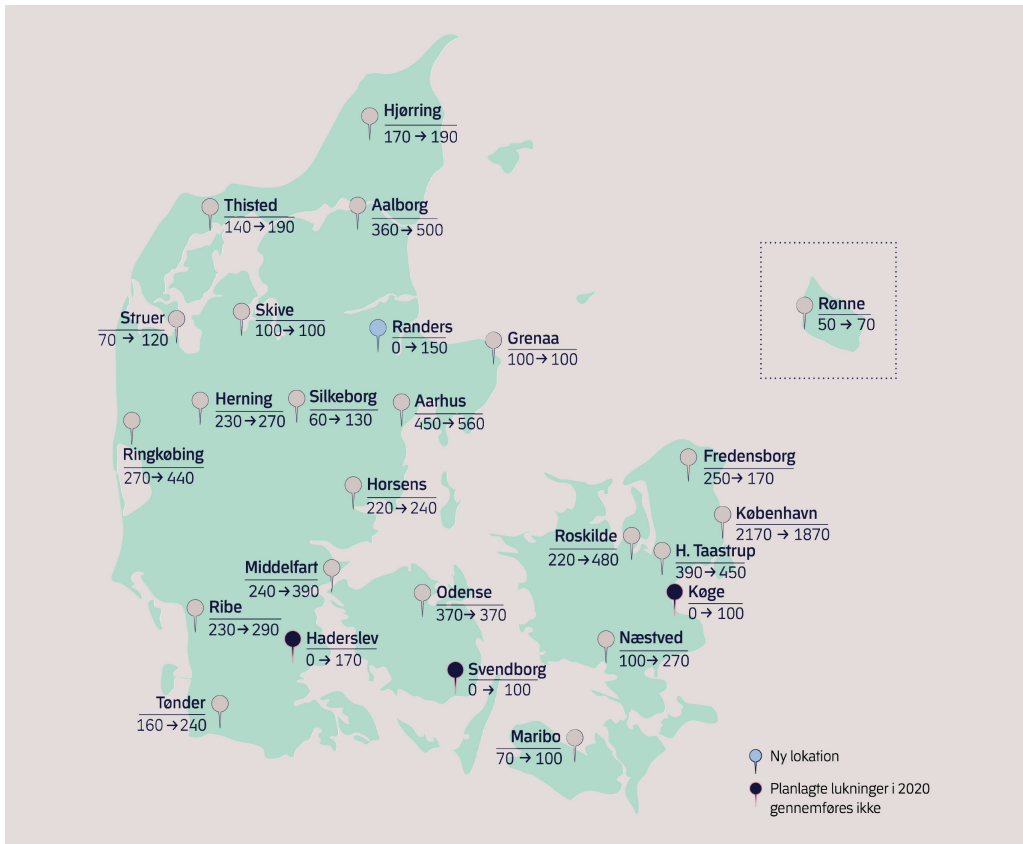 Hjørring
170 → 190
Thisted
140 → 190
Aalborg
360 → 500
Struer
70 → 120
Skive
100 → 100
Randers
0 → 150
Grenaa
100 → 100
Rønne
50 → 70
Herning
230 → 270
Silkeborg
60 → 130
Aarhus
450 → 560
Ringkøbing
270 → 440
Horsens
220 → 240
Fredensborg
250 → 170
København
2170 → 1870
Roskilde
220 → 480
H. Taastrup
390 → 450
Middelfart
240 → 390
Odense
370 → 370
Køge
0 → 100
Ribe
230 → 290
Haderslev
0 → 170
Næstved
100 → 270
Svendborg
0 → 100
Tønder
160 → 240
Maribo
70 → 100
Ny lokation
Planlagte lukninger i 2020
gennemføres ikke